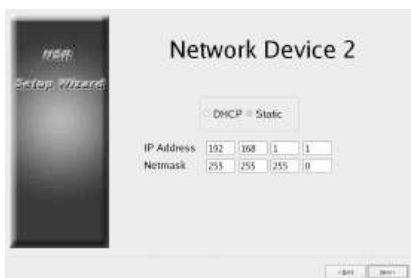 Setup Wizard
Network Device 2
DHCP Static
IP Address 192 168 1 1
Netmask 255 255 255 0